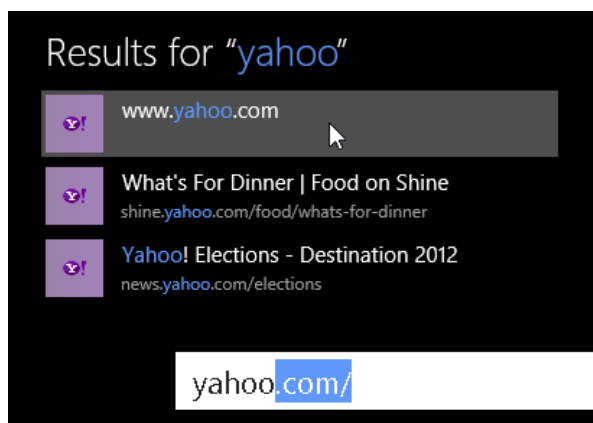 Results for “yahoo”
Y!
www.yahoo.com
Y!
What's For Dinner | Food on Shine
shine.yahoo.com/food/whats-for-dinner
Y!
Yahoo! Elections - Destination 2012
news.yahoo.com/elections
yahoo.com/